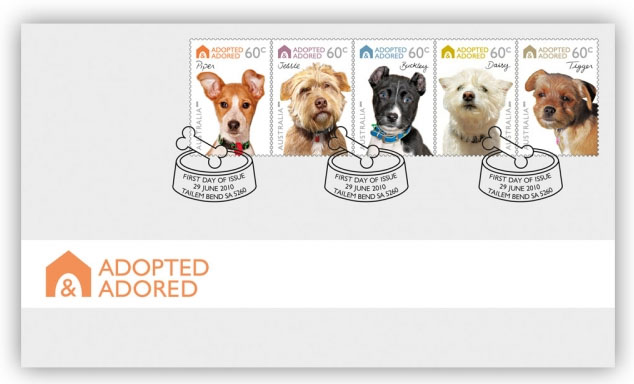 ADOPTED & ADORED 60c
Piper
AUSTRALIA
ADOPTED & ADORED 60c
Jessie
AUSTRALIA
ADOPTED & ADORED 60c
Buckley
AUSTRALIA
ADOPTED & ADORED 60c
Daisy
AUSTRALIA
ADOPTED & ADORED 60c
Tigger
AUSTRALIA
FIRST DAY OF ISSUE
29 JUNE 2010
TAILEM BEND SA 5260
FIRST DAY OF ISSUE
29 JUNE 2010
TAILEM BEND SA 5260
FIRST DAY OF ISSUE
29 JUNE 2010
TAILEM BEND SA 5260
ADOPTED
& ADORED